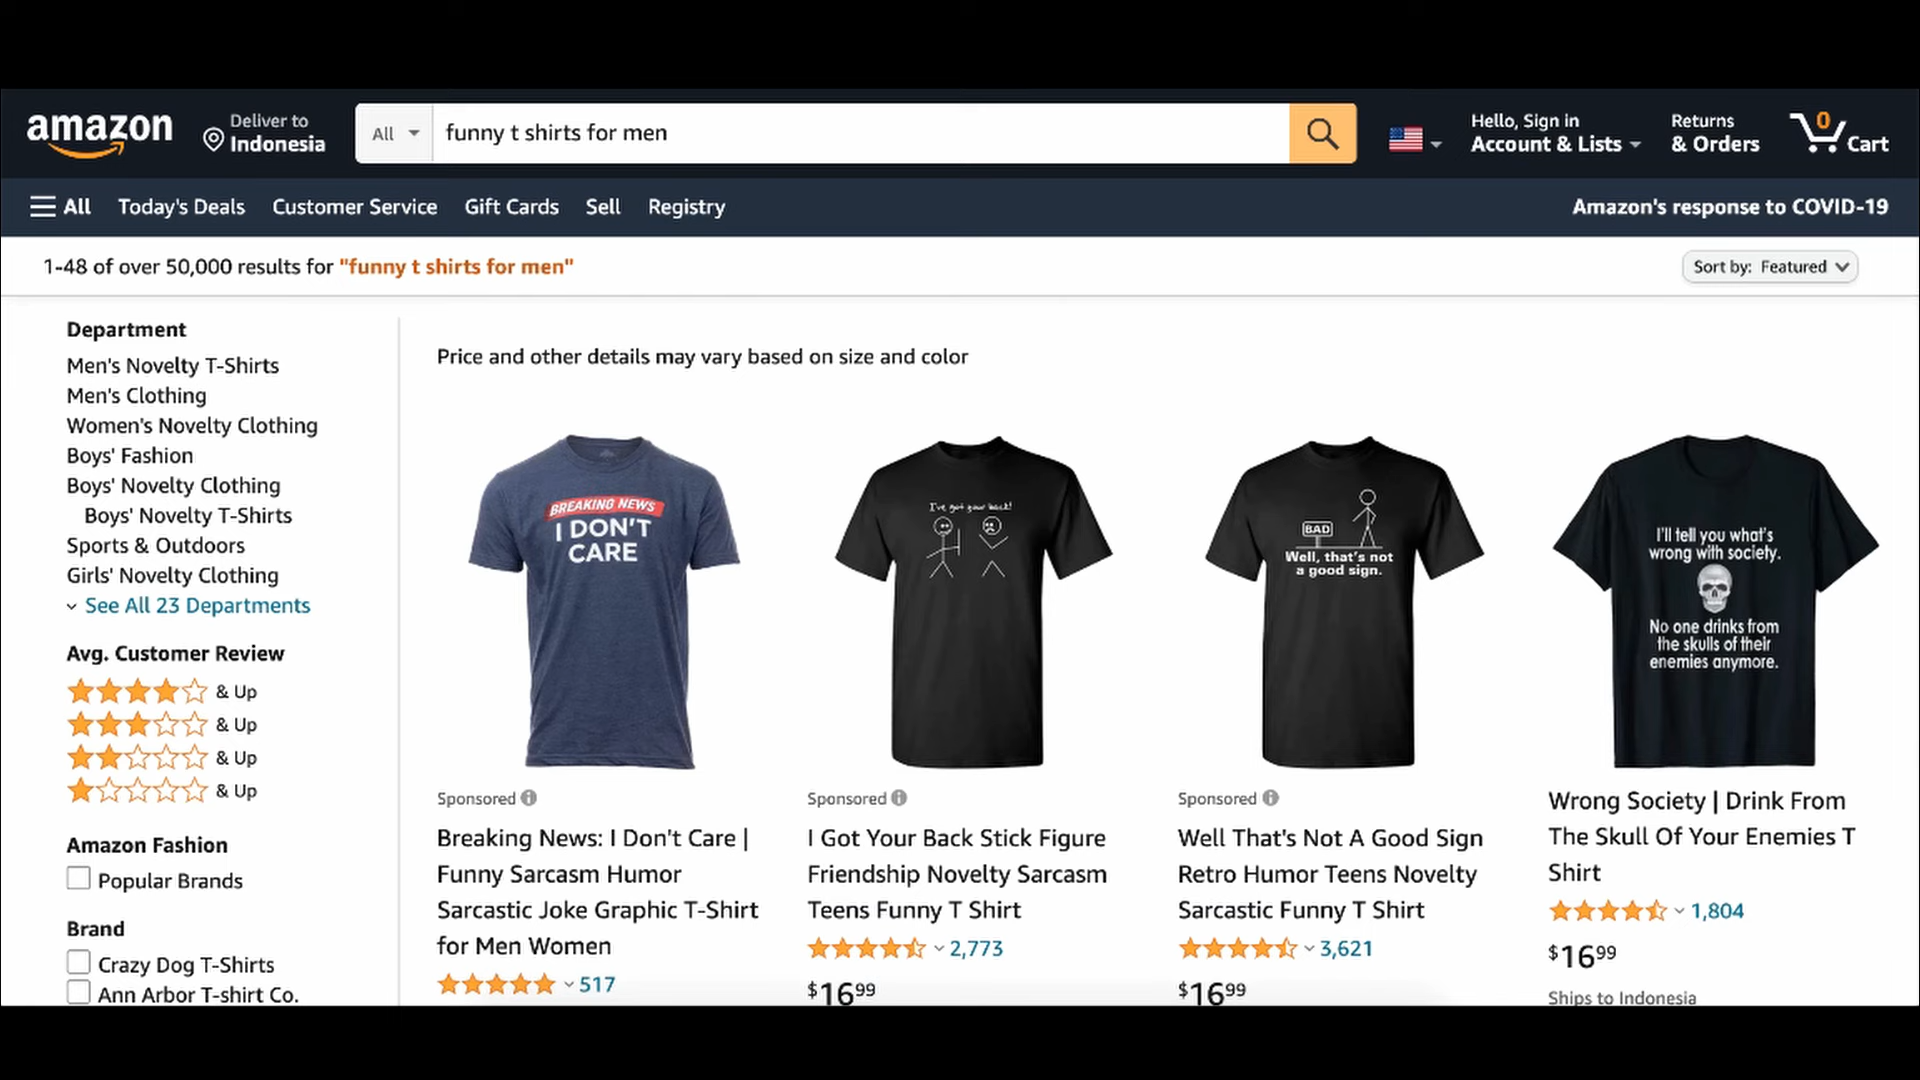 amazon
Deliver to
Indonesia
All
funny t shirts for men
Hello, Sign in
Account & Lists
Returns
& Orders
0
Cart
All
Today's Deals
Customer Service
Gift Cards
Sell
Registry
Amazon's response to COVID-19
1-48 of over 50,000 results for "funny t shirts for men"
Sort by: Featured
Department
Men's Novelty T-Shirts
Men's Clothing
Women's Novelty Clothing
Boys' Fashion
Boys' Novelty Clothing
Boys' Novelty T-Shirts
Sports & Outdoors
Girls' Novelty Clothing
See All 23 Departments
Avg. Customer Review
& Up
& Up
& Up
& Up
Amazon Fashion
Popular Brands
Brand
Crazy Dog T-Shirts
Ann Arbor T-shirt Co.
Price and other details may vary based on size and color
BREAKING NEWS
I DON'T
CARE
Sponsored
Breaking News: I Don't Care |
Funny Sarcasm Humor
Sarcastic Joke Graphic T-Shirt
for Men Women
517
I've got your back!
Sponsored
I Got Your Back Stick Figure
Friendship Novelty Sarcasm
Teens Funny T Shirt
2,773
$16.99
BAD
Well, that's not
a good sign.
Sponsored
Well That's Not A Good Sign
Retro Humor Teens Novelty
Sarcastic Funny T Shirt
3,621
$16.99
I'll tell you what's
wrong with society.
No one drinks from
the skulls of their
enemies anymore.
Wrong Society | Drink From
The Skull Of Your Enemies T
Shirt
1,804
$16.99
Ships to Indonesia